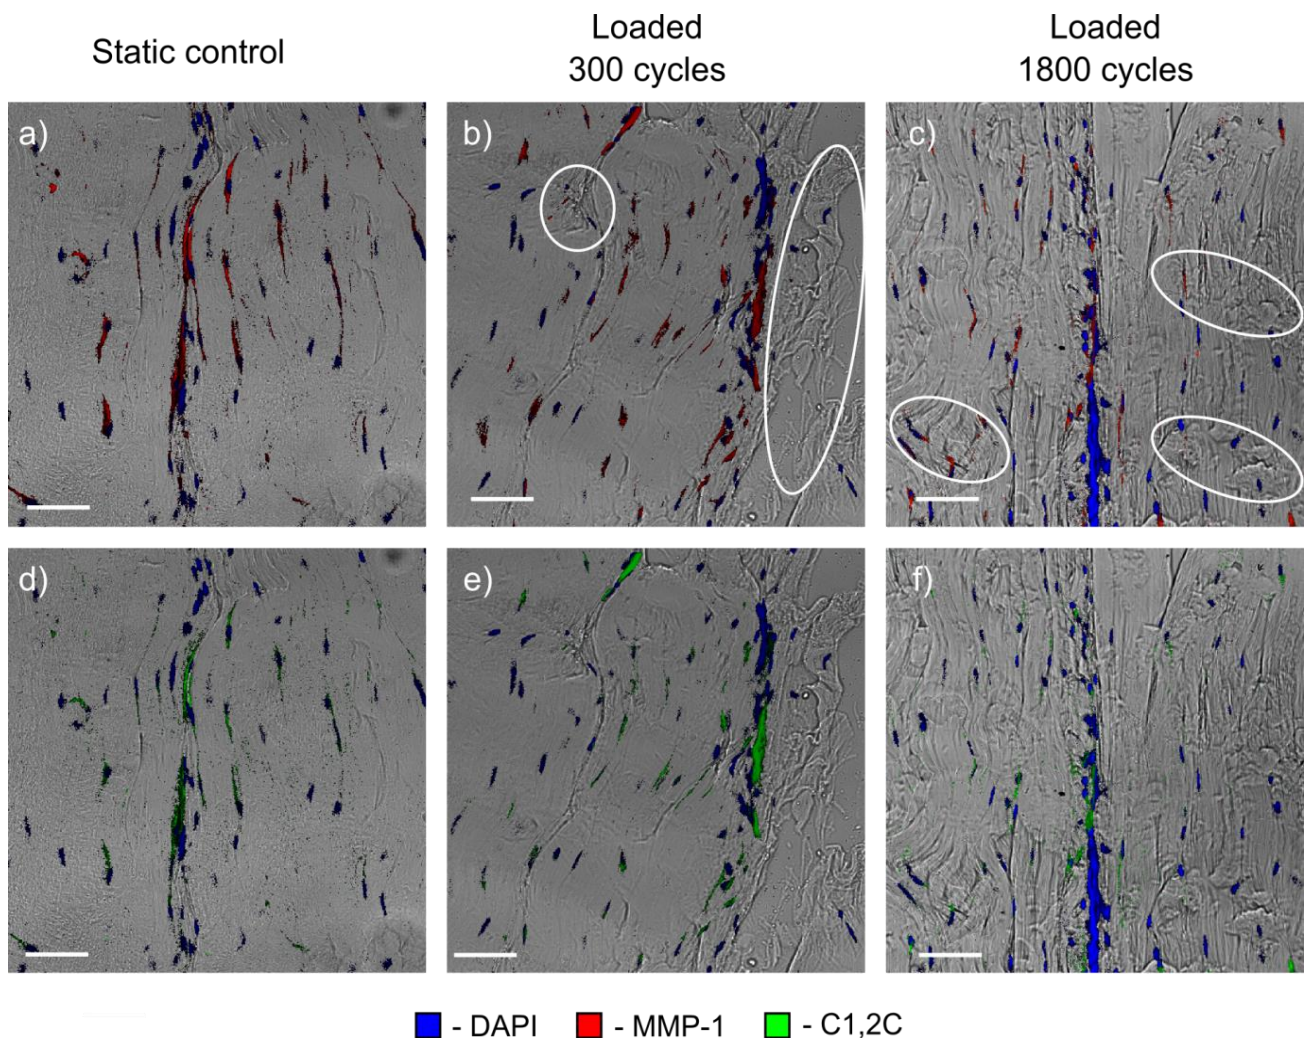 Static control
Loaded
300 cycles
Loaded
1800 cycles
a)
b)
c)
d)
e)
f)
- DAPI
- MMP-1
- C1,2C